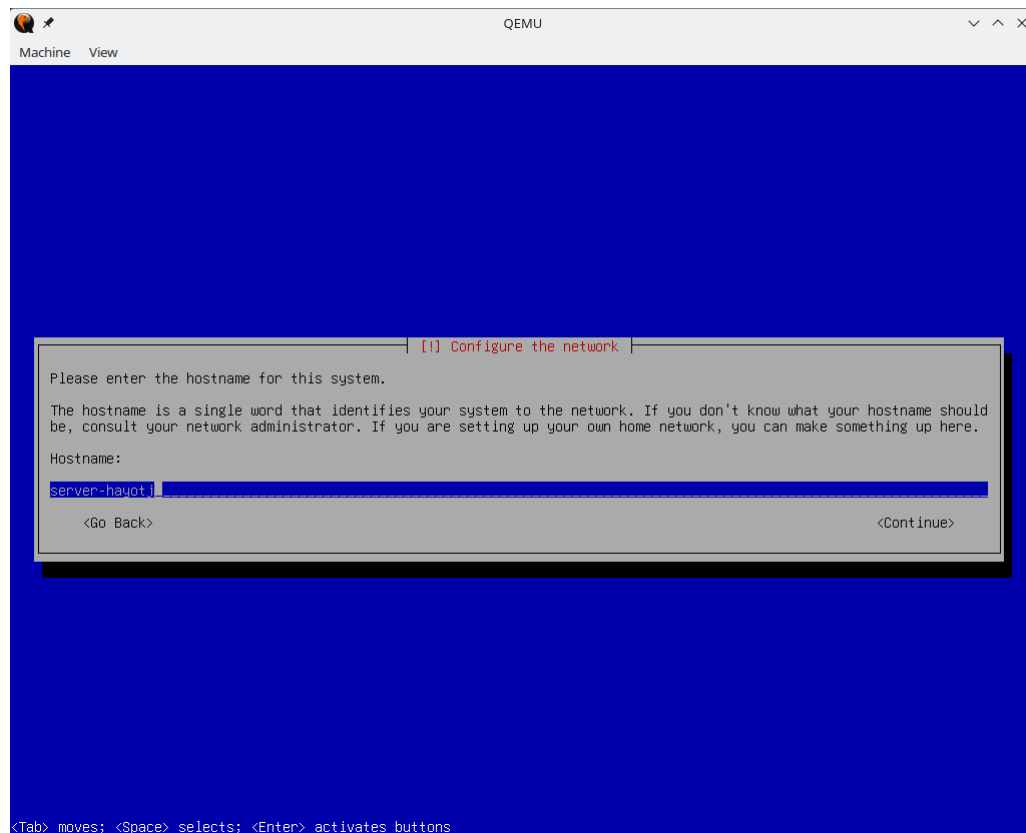 QEMU
Machine View
[!] Configure the network
Please enter the hostname for this system.
The hostname is a single word that identifies your system to the network. If you don't know what your hostname should
be, consult your network administrator. If you are setting up your own home network, you can make something up here.
Hostname:
server-hayotj
<Go Back> <Continue>
<Tab> moves; <Space> selects; <Enter> activates buttons